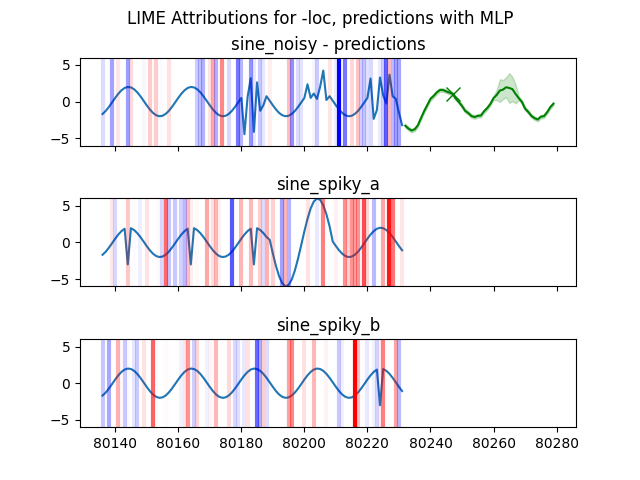 LIME Attributions for -loc, predictions with MLP
sine_noisy - predictions
5
0
−5
sine_spiky_a
5
0
−5
sine_spiky_b
5
0
−5
80140 80160 80180 80200 80220 80240 80260 80280